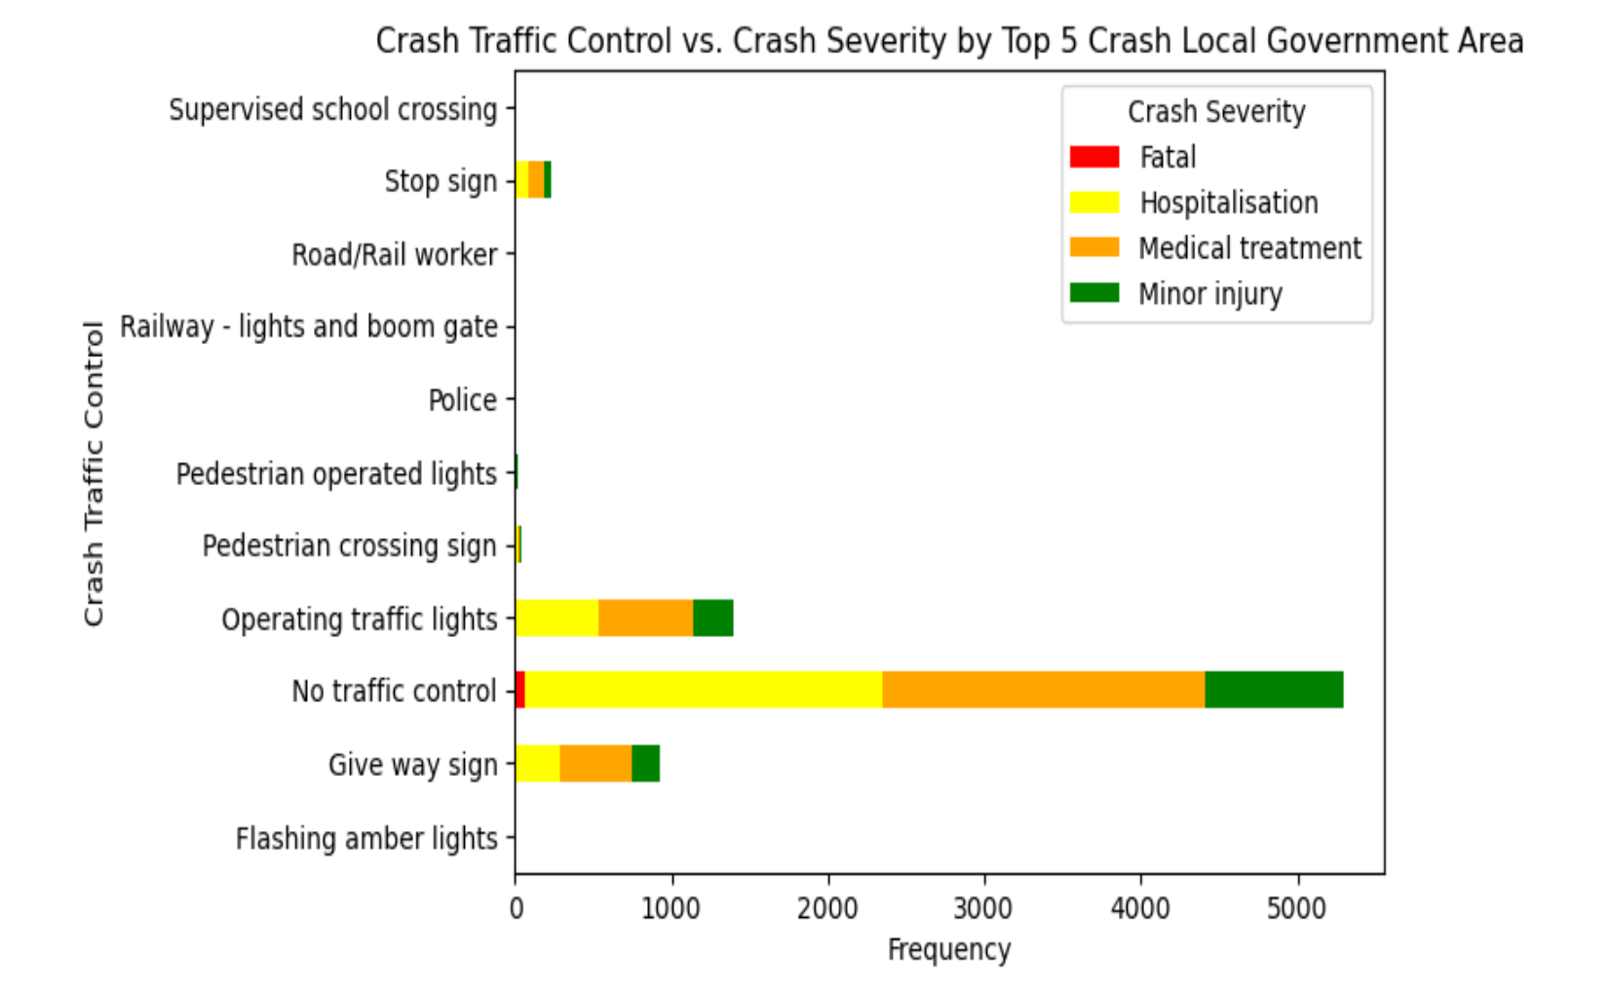 Crash Traffic Control vs. Crash Severity by Top 5 Crash Local Government Area
Crash Severity
Fatal
Hospitalisation
Medical treatment
Minor injury
Crash Traffic Control
Supervised school crossing
Stop sign
Road/Rail worker
Railway - lights and boom gate
Police
Pedestrian operated lights
Pedestrian crossing sign
Operating traffic lights
No traffic control
Give way sign
Flashing amber lights
0 1000 2000 3000 4000 5000
Frequency